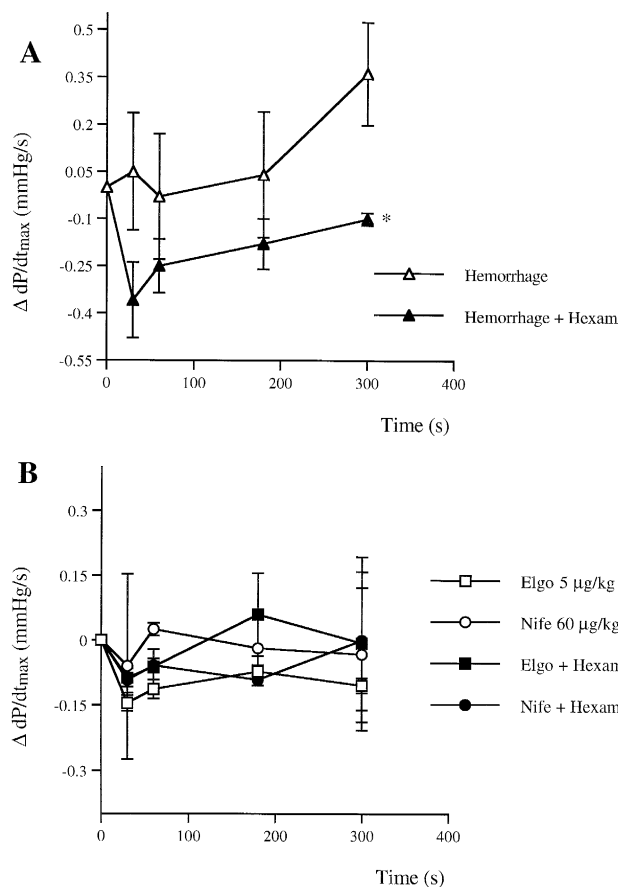 A
Δ dP/dtmax (mmHg/s)
0.5
0.35
0.2
0.05
-0.1
-0.25
-0.4
-0.55
*
Hemorrhage
Hemorrhage + Hexam
0 100 200 300 400
Time (s)
B
Δ dP/dtmax (mmHg/s)
0.3
0.15
0
-0.15
-0.3
Elgo 5 μg/kg
Nife 60 μg/kg
Elgo + Hexam
Nife + Hexam
0 100 200 300 400
Time (s)